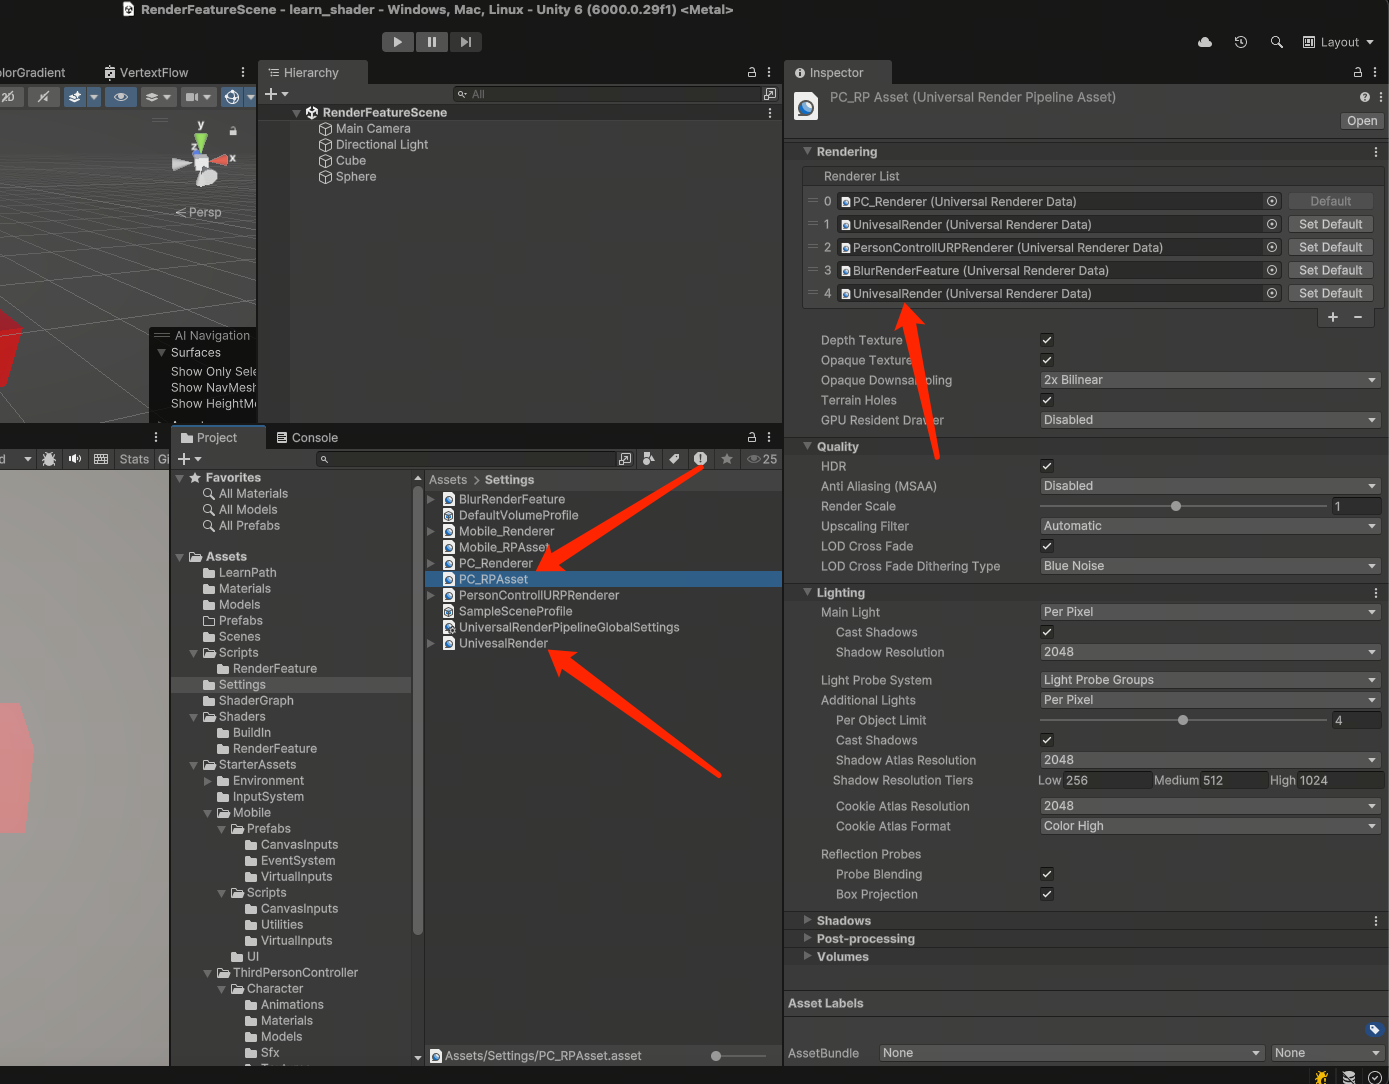 RenderFeatureScene - learn_shader - Windows, Mac, Linux - Unity 6 (6000.0.29f1) <Metal>
Layout
lorGradient
VertextFlow
2D
Persp
AI Navigation
Surfaces
Show Only Sele
Show NavMesh
Show HeightMe
Hierarchy
All
RenderFeatureScene
Main Camera
Directional Light
Cube
Sphere
Stats
Gi
Project
Console
25
Favorites
All Materials
All Models
All Prefabs
Assets
LearnPath
Materials
Models
Prefabs
Scenes
Scripts
RenderFeature
Settings
ShaderGraph
Shaders
BuildIn
RenderFeature
StarterAssets
Environment
InputSystem
Mobile
Prefabs
CanvasInputs
EventSystem
VirtualInputs
Scripts
CanvasInputs
Utilities
VirtualInputs
UI
ThirdPersonController
Character
Animations
Materials
Models
Sfx
Assets > Settings
BlurRenderFeature
DefaultVolumeProfile
Mobile_Renderer
Mobile_RPAsset
PC_Renderer
PC_RPAsset
PersonControllURPRenderer
SampleSceneProfile
UniversalRenderPipelineGlobalSettings
UnivesalRender
Assets/Settings/PC_RPAsset.asset
Inspector
PC_RP Asset (Universal Render Pipeline Asset)
Open
Rendering
Renderer List
0 PC_Renderer (Universal Renderer Data) Default
1 UnivesalRender (Universal Renderer Data) Set Default
2 PersonControllURPRenderer (Universal Renderer Data) Set Default
3 BlurRenderFeature (Universal Renderer Data) Set Default
4 UnivesalRender (Universal Renderer Data) Set Default
Depth Texture
Opaque Texture
Opaque Downsampling 2x Bilinear
Terrain Holes
GPU Resident Drawer Disabled
Quality
HDR
Anti Aliasing (MSAA) Disabled
Render Scale 1
Upscaling Filter Automatic
LOD Cross Fade
LOD Cross Fade Dithering Type Blue Noise
Lighting
Main Light Per Pixel
Cast Shadows
Shadow Resolution 2048
Light Probe System Light Probe Groups
Additional Lights Per Pixel
Per Object Limit 4
Cast Shadows
Shadow Atlas Resolution 2048
Shadow Resolution Tiers Low 256 Medium 512 High 1024
Cookie Atlas Resolution 2048
Cookie Atlas Format Color High
Reflection Probes
Probe Blending
Box Projection
Shadows
Post-processing
Volumes
Asset Labels
AssetBundle None None